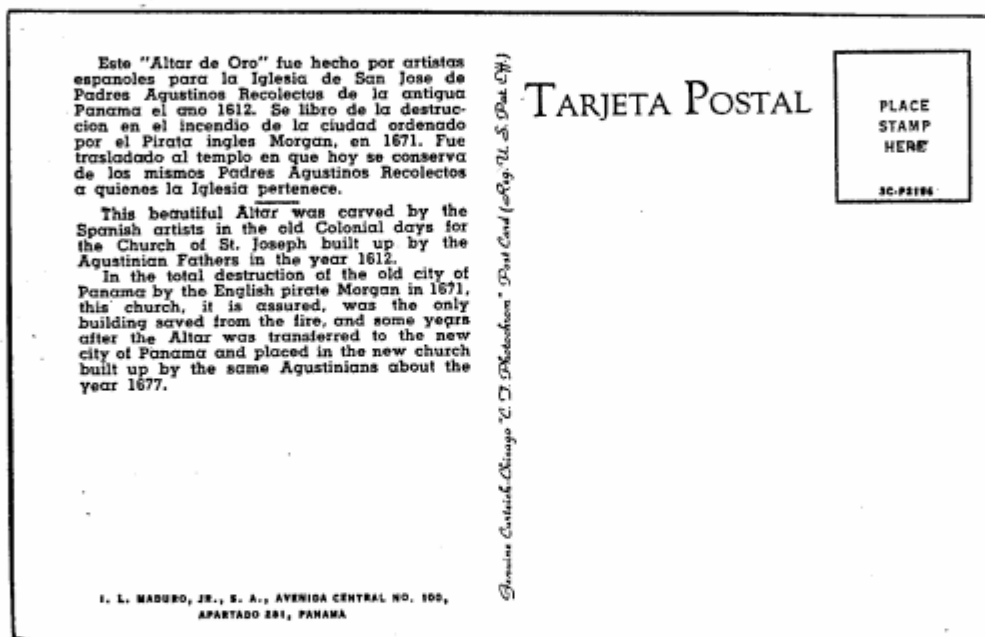 Este "Altar de Oro" fue hecho por artistas
espanoles para la Iglesia de San Jose de
Padres Agustinos Recolectos de la antigua
Panama el ano 1612. Se libro de la destruc-
cion en el incendio de la ciudad ordenado
por el Pirata ingles Morgan, en 1671. Fue
trasladado al templo en que hoy se conserva
de los mismos Padres Agustinos Recolectos
a quienes la Iglesia pertenece.
This beautiful Altar was carved by the
Spanish artists in the old Colonial days for
the Church of St. Joseph built up by the
Agustinian Fathers in the year 1612.
In the total destruction of the old city of
Panama by the English pirate Morgan in 1671,
this church, it is assured, was the only
building saved from the fire, and some years
after the Altar was transferred to the new
city of Panama and placed in the new church
built up by the same Agustinians about the
year 1677.
I. L. MADURO, JR., S. A., AVENIDA CENTRAL NO. 100,
APARTADO 281, PANAMA
Genuine Curteich-Chicago "C. T. Photochrom" Post Card (Reg. U. S. Pat. Off.)
TARJETA POSTAL
PLACE
STAMP
HERE
3C-P2196